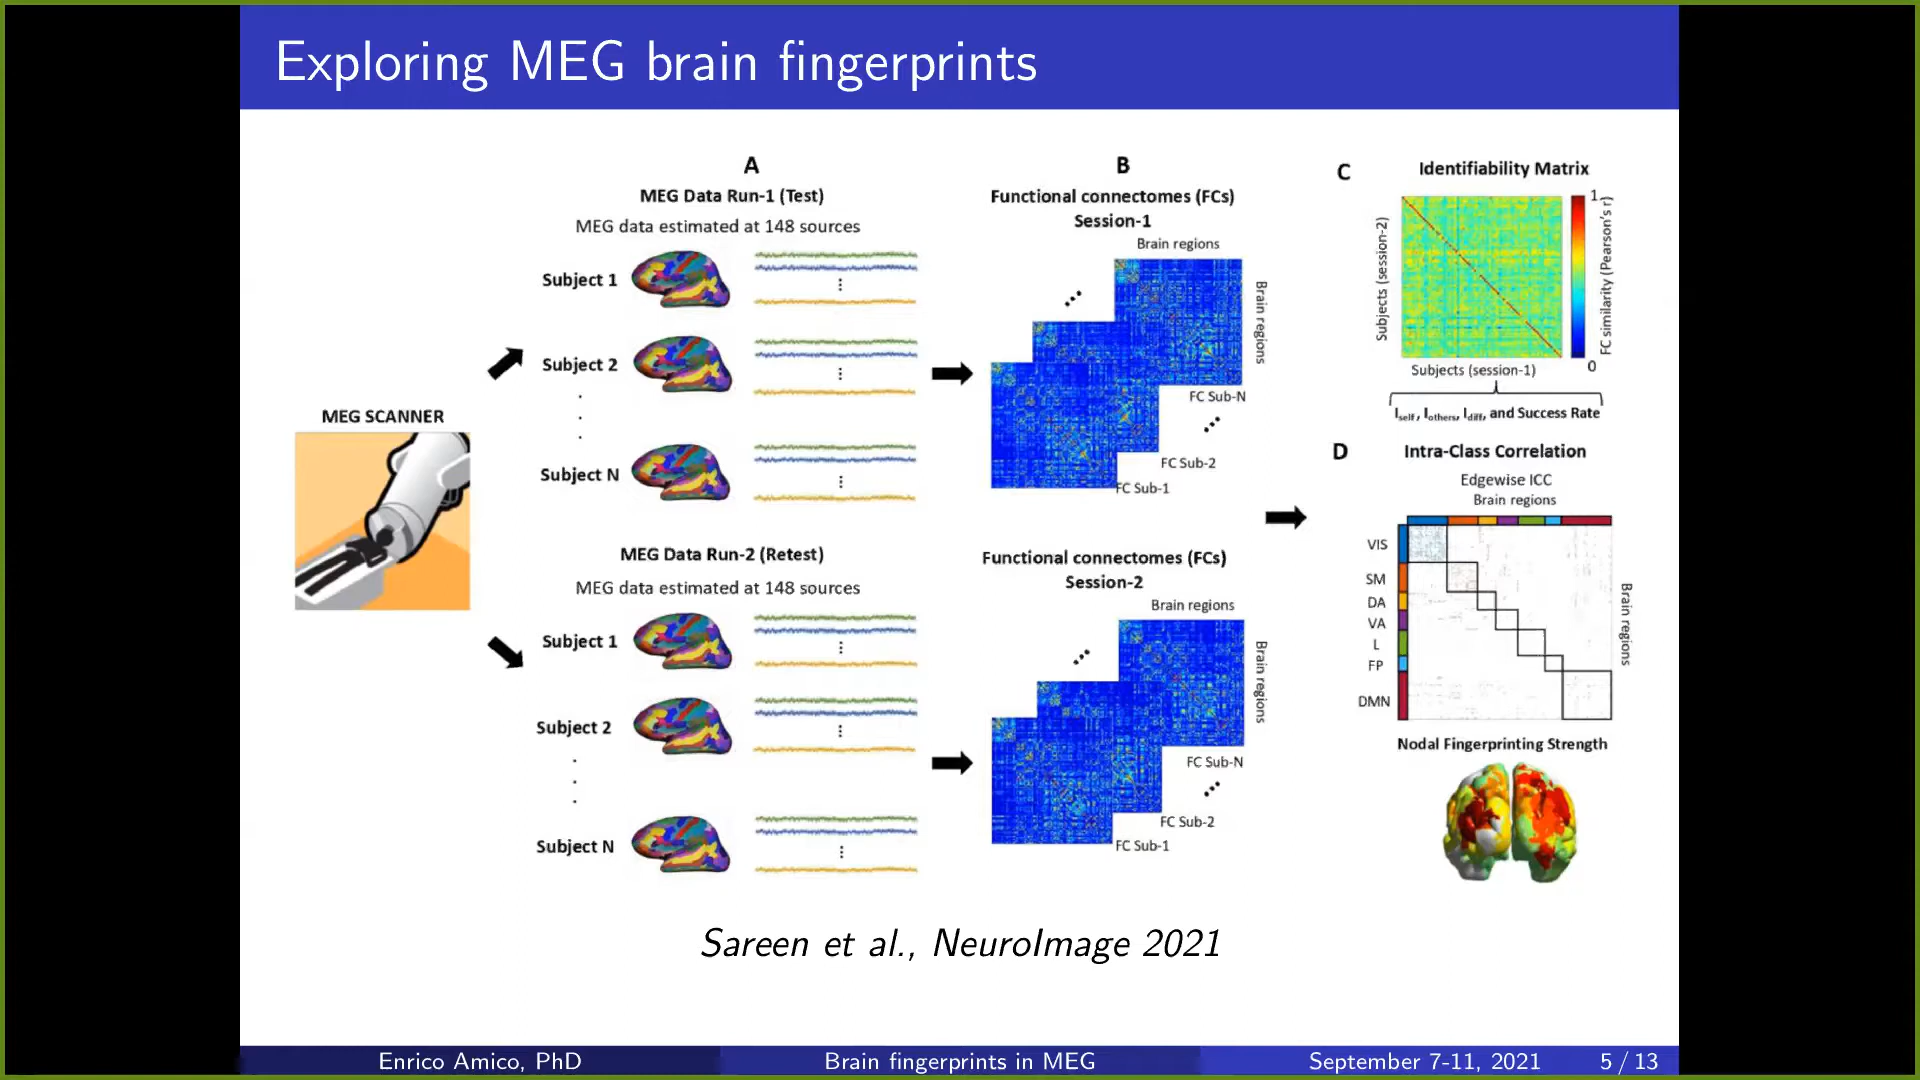 Exploring MEG brain fingerprints
MEG SCANNER
A
MEG Data Run-1 (Test)
MEG data estimated at 148 sources
Subject 1
Subject 2
Subject N
MEG Data Run-2 (Retest)
MEG data estimated at 148 sources
Subject 1
Subject 2
Subject N
B
Functional connectomes (FCs)
Session-1
Brain regions
Brain regions
FC Sub-N
FC Sub-2
FC Sub-1
Functional connectomes (FCs)
Session-2
Brain regions
Brain regions
FC Sub-N
FC Sub-2
FC Sub-1
C
Identifiability Matrix
Subjects (session-2)
1
FC similarity (Pearson's r)
0
Subjects (session-1)
Iself, Iothers, Idiff, and Success Rate
D
Intra-Class Correlation
Edgewise ICC
Brain regions
VIS
SM
DA
VA
L
FP
DMN
Brain regions
Nodal Fingerprinting Strength
Sareen et al., NeuroImage 2021
Enrico Amico, PhD
Brain fingerprints in MEG
September 7-11, 2021
5 / 13